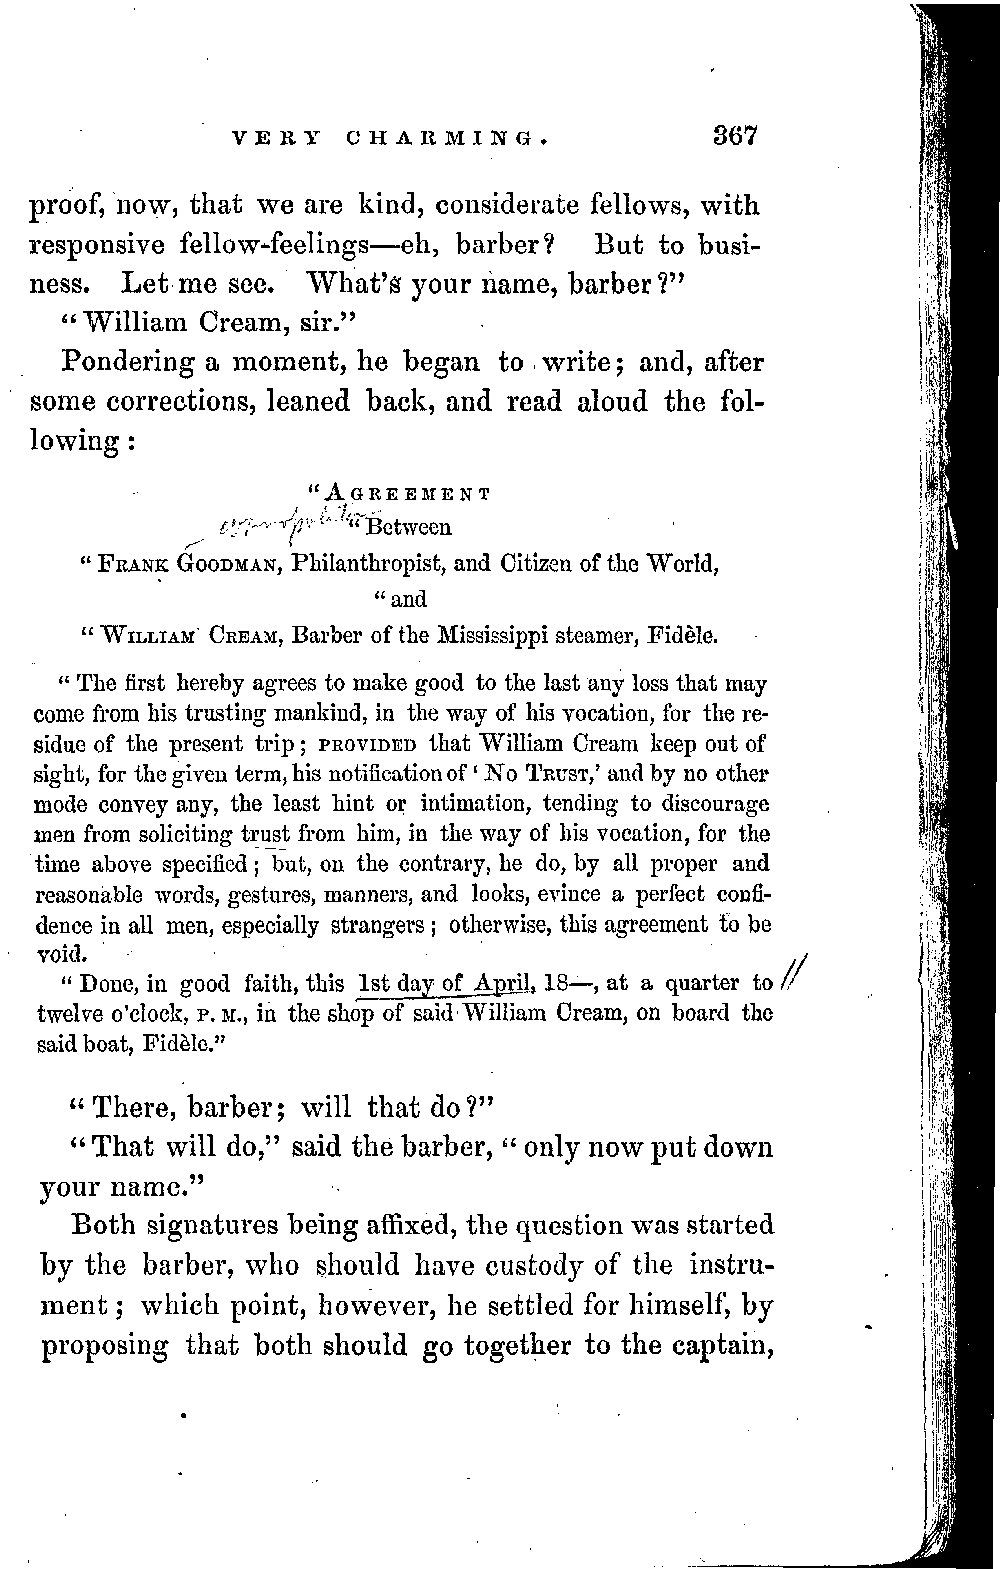 VERY CHARMING. 367
proof, now, that we are kind, considerate fellows, with
responsive fellow-feelings—eh, barber? But to busi-
ness. Let me see. What's your name, barber?"
"William Cream, sir."
Pondering a moment, he began to write; and, after
some corrections, leaned back, and read aloud the fol-
lowing:
"AGREEMENT
"Between
"FRANK GOODMAN, Philanthropist, and Citizen of the World,
"and
"WILLIAM CREAM, Barber of the Mississippi steamer, Fidèle.
"The first hereby agrees to make good to the last any loss that may
come from his trusting mankind, in the way of his vocation, for the re-
sidue of the present trip; PROVIDED that William Cream keep out of
sight, for the given term, his notification of 'NO TRUST,' and by no other
mode convey any, the least hint or intimation, tending to discourage
men from soliciting trust from him, in the way of his vocation, for the
time above specified; but, on the contrary, he do, by all proper and
reasonable words, gestures, manners, and looks, evince a perfect confi-
dence in all men, especially strangers; otherwise, this agreement to be
void.
"Done, in good faith, this 1st day of April, 18—, at a quarter to
twelve o'clock, P. M., in the shop of said William Cream, on board the
said boat, Fidèle."
"There, barber; will that do?"
"That will do," said the barber, "only now put down
your name."
Both signatures being affixed, the question was started
by the barber, who should have custody of the instru-
ment; which point, however, he settled for himself, by
proposing that both should go together to the captain,